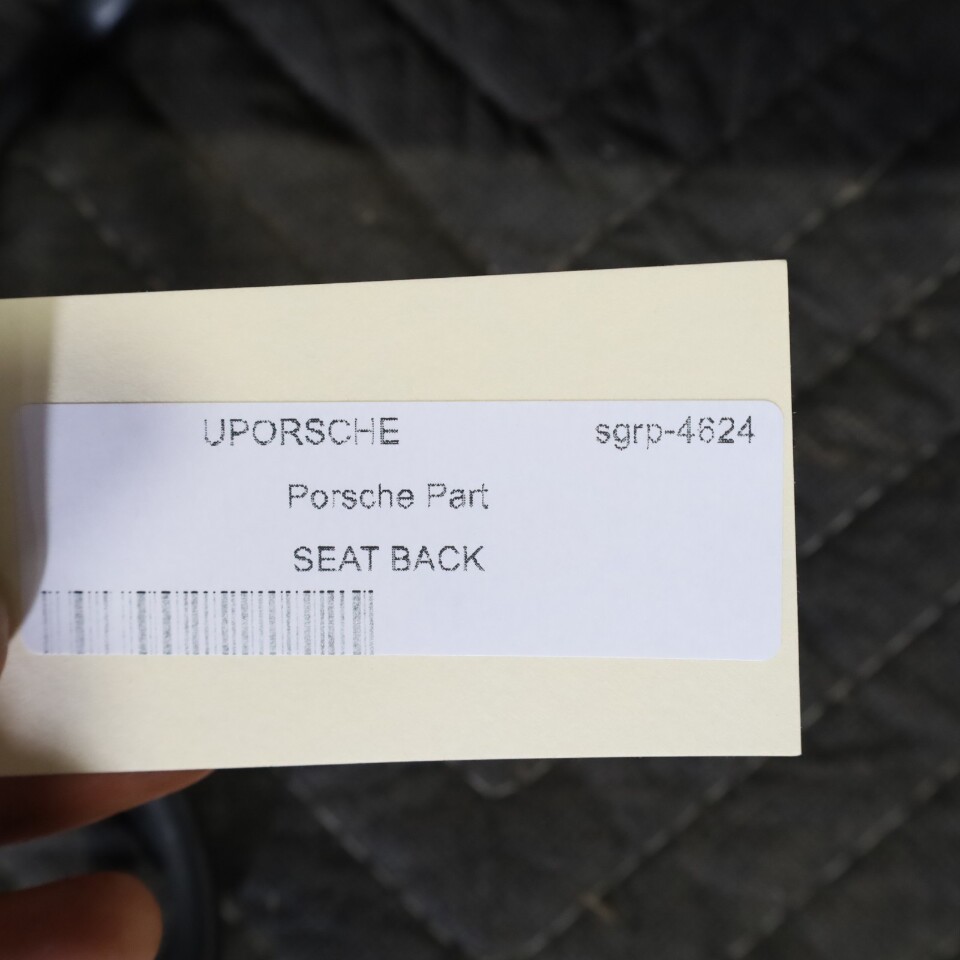 UPORSCHE sgrp-4624
Porsche Part
SEAT BACK